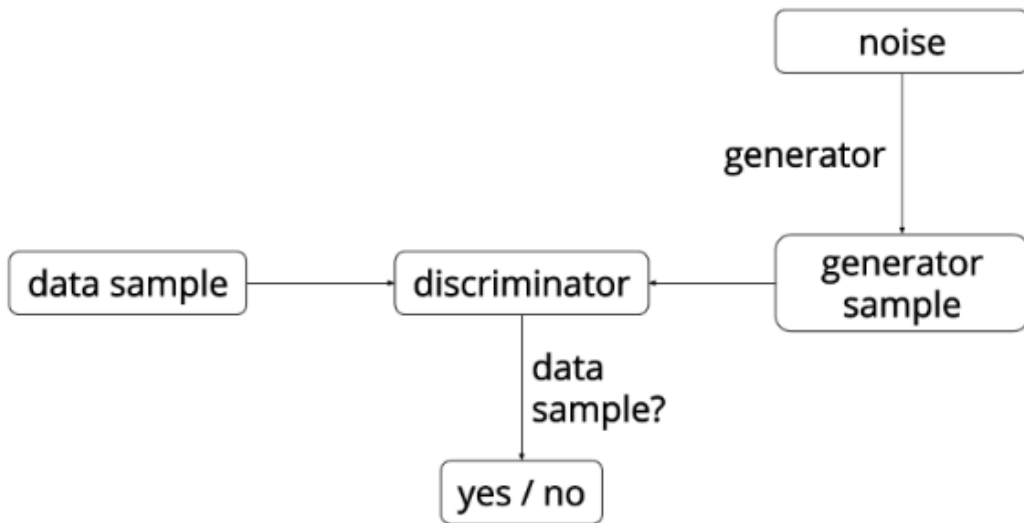 noise
generator
data sample
discriminator
generator
sample
data
sample?
yes / no